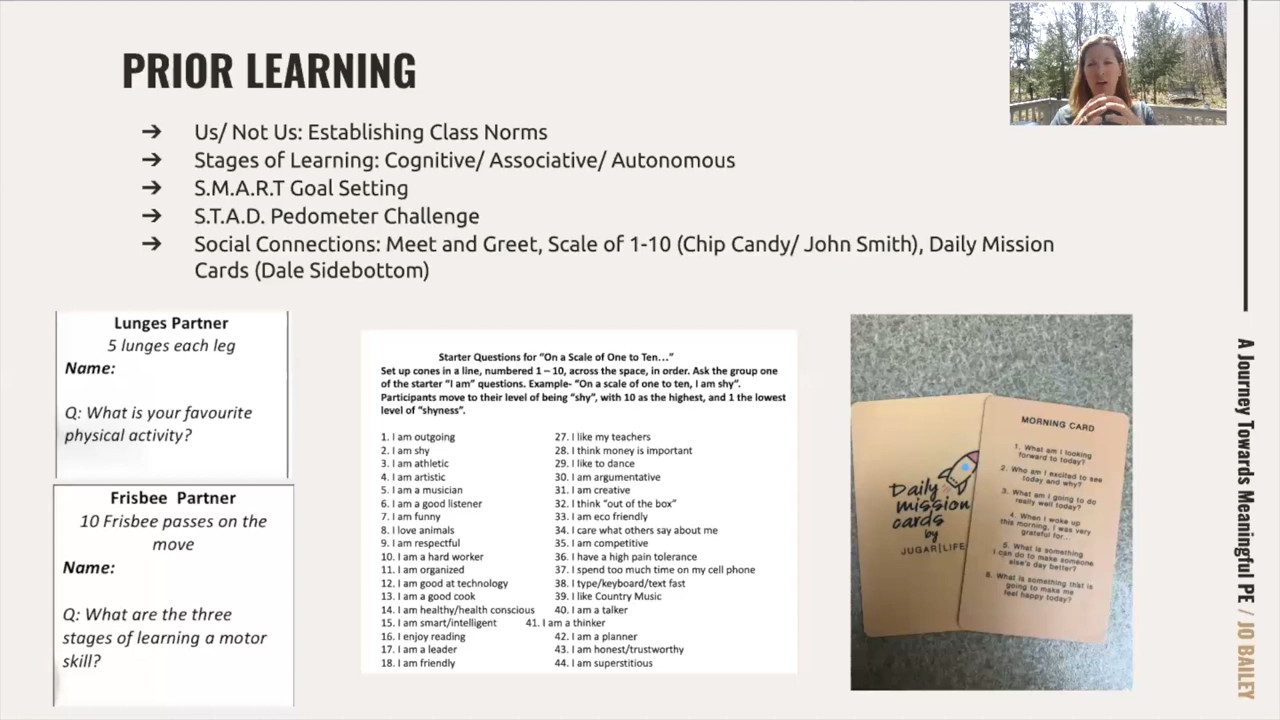 PRIOR LEARNING
➔ Us/ Not Us: Establishing Class Norms
➔ Stages of Learning: Cognitive/ Associative/ Autonomous
➔ S.M.A.R.T Goal Setting
➔ S.T.A.D. Pedometer Challenge
➔ Social Connections: Meet and Greet, Scale of 1-10 (Chip Candy/ John Smith), Daily Mission
Cards (Dale Sidebottom)
Lunges Partner
5 lunges each leg
Name:
Q: What is your favourite
physical activity?
Frisbee Partner
10 Frisbee passes on the
move
Name:
Q: What are the three
stages of learning a motor
skill?
Starter Questions for “On a Scale of One to Ten…”
Set up cones in a line, numbered 1 – 10, across the space, in order. Ask the group one
of the starter “I am” questions. Example- “On a scale of one to ten, I am shy”.
Participants move to their level of being “shy”, with 10 as the highest, and 1 the lowest
level of “shyness”.
1. I am outgoing
2. I am shy
3. I am athletic
4. I am artistic
5. I am a musician
6. I am a good listener
7. I am funny
8. I love animals
9. I am respectful
10. I am a hard worker
11. I am organized
12. I am good at technology
13. I am a good cook
14. I am healthy/health conscious
15. I am smart/intelligent
16. I enjoy reading
17. I am a leader
18. I am friendly
27. I like my teachers
28. I think money is important
29. I like to dance
30. I am argumentative
31. I am creative
32. I think “out of the box”
33. I am eco friendly
34. I care what others say about me
35. I am competitive
36. I have a high pain tolerance
37. I spend too much time on my cell phone
38. I type/keyboard/text fast
39. I like Country Music
40. I am a talker
41. I am a thinker
42. I am a planner
43. I am honest/trustworthy
44. I am superstitious
Daily
mission
cards
by
JUGAR|LIFE
MORNING CARD
1. What am I looking
forward to today?
2. Who am I excited to see
today and why?
3. What am I going to do
really well today?
4. When I woke up
this morning, I was very
grateful for...
5. What is something
I can do to make someone
else's day better?
6. What is something that is
going to make me
feel happy today?
A Journey Towards Meaningful PE / JO BAILEY